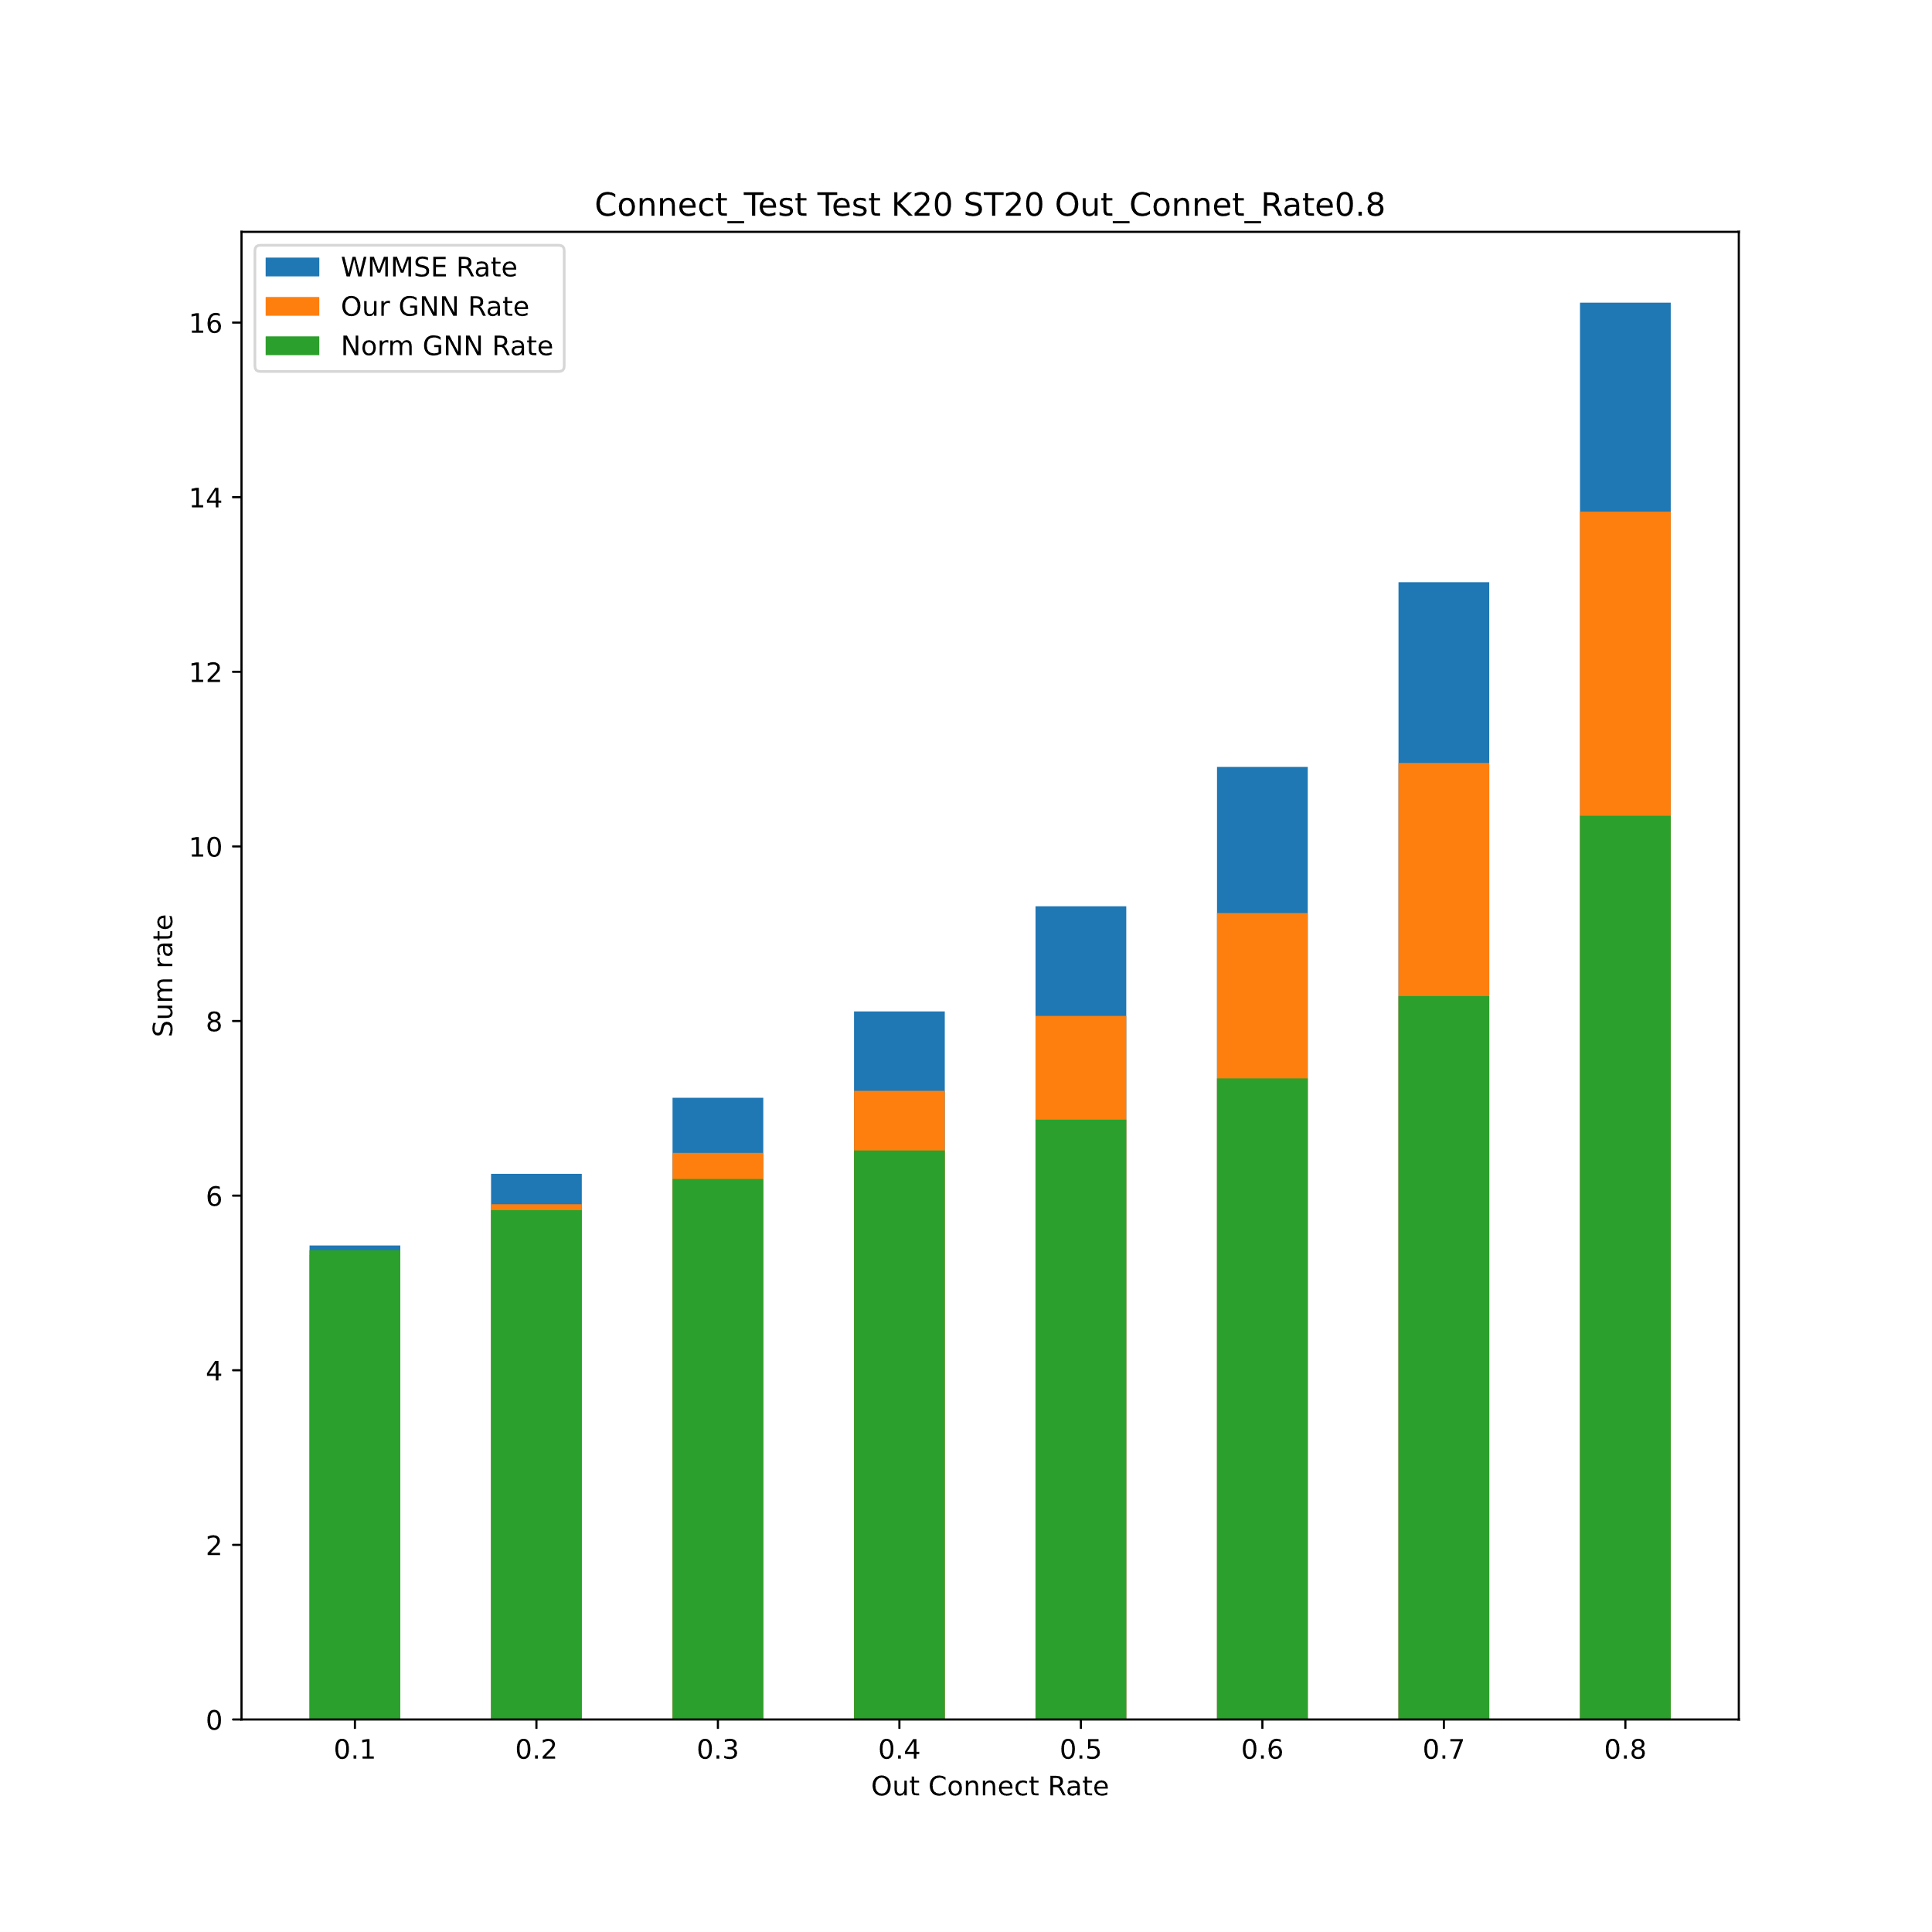 Connect_Test Test K20 ST20 Out_Connet_Rate0.8
WMMSE Rate
Our GNN Rate
Norm GNN Rate
16
14
12
10
8
6
4
2
0
Sum rate
0.1 0.2 0.3 0.4 0.5 0.6 0.7 0.8
Out Connect Rate